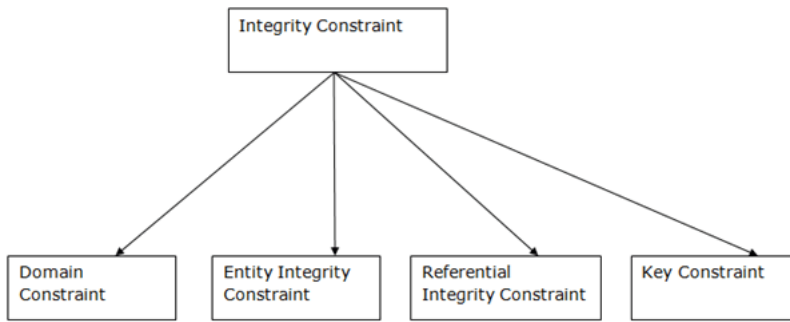 Integrity Constraint
Domain
Constraint
Entity Integrity
Constraint
Referential
Integrity Constraint
Key Constraint